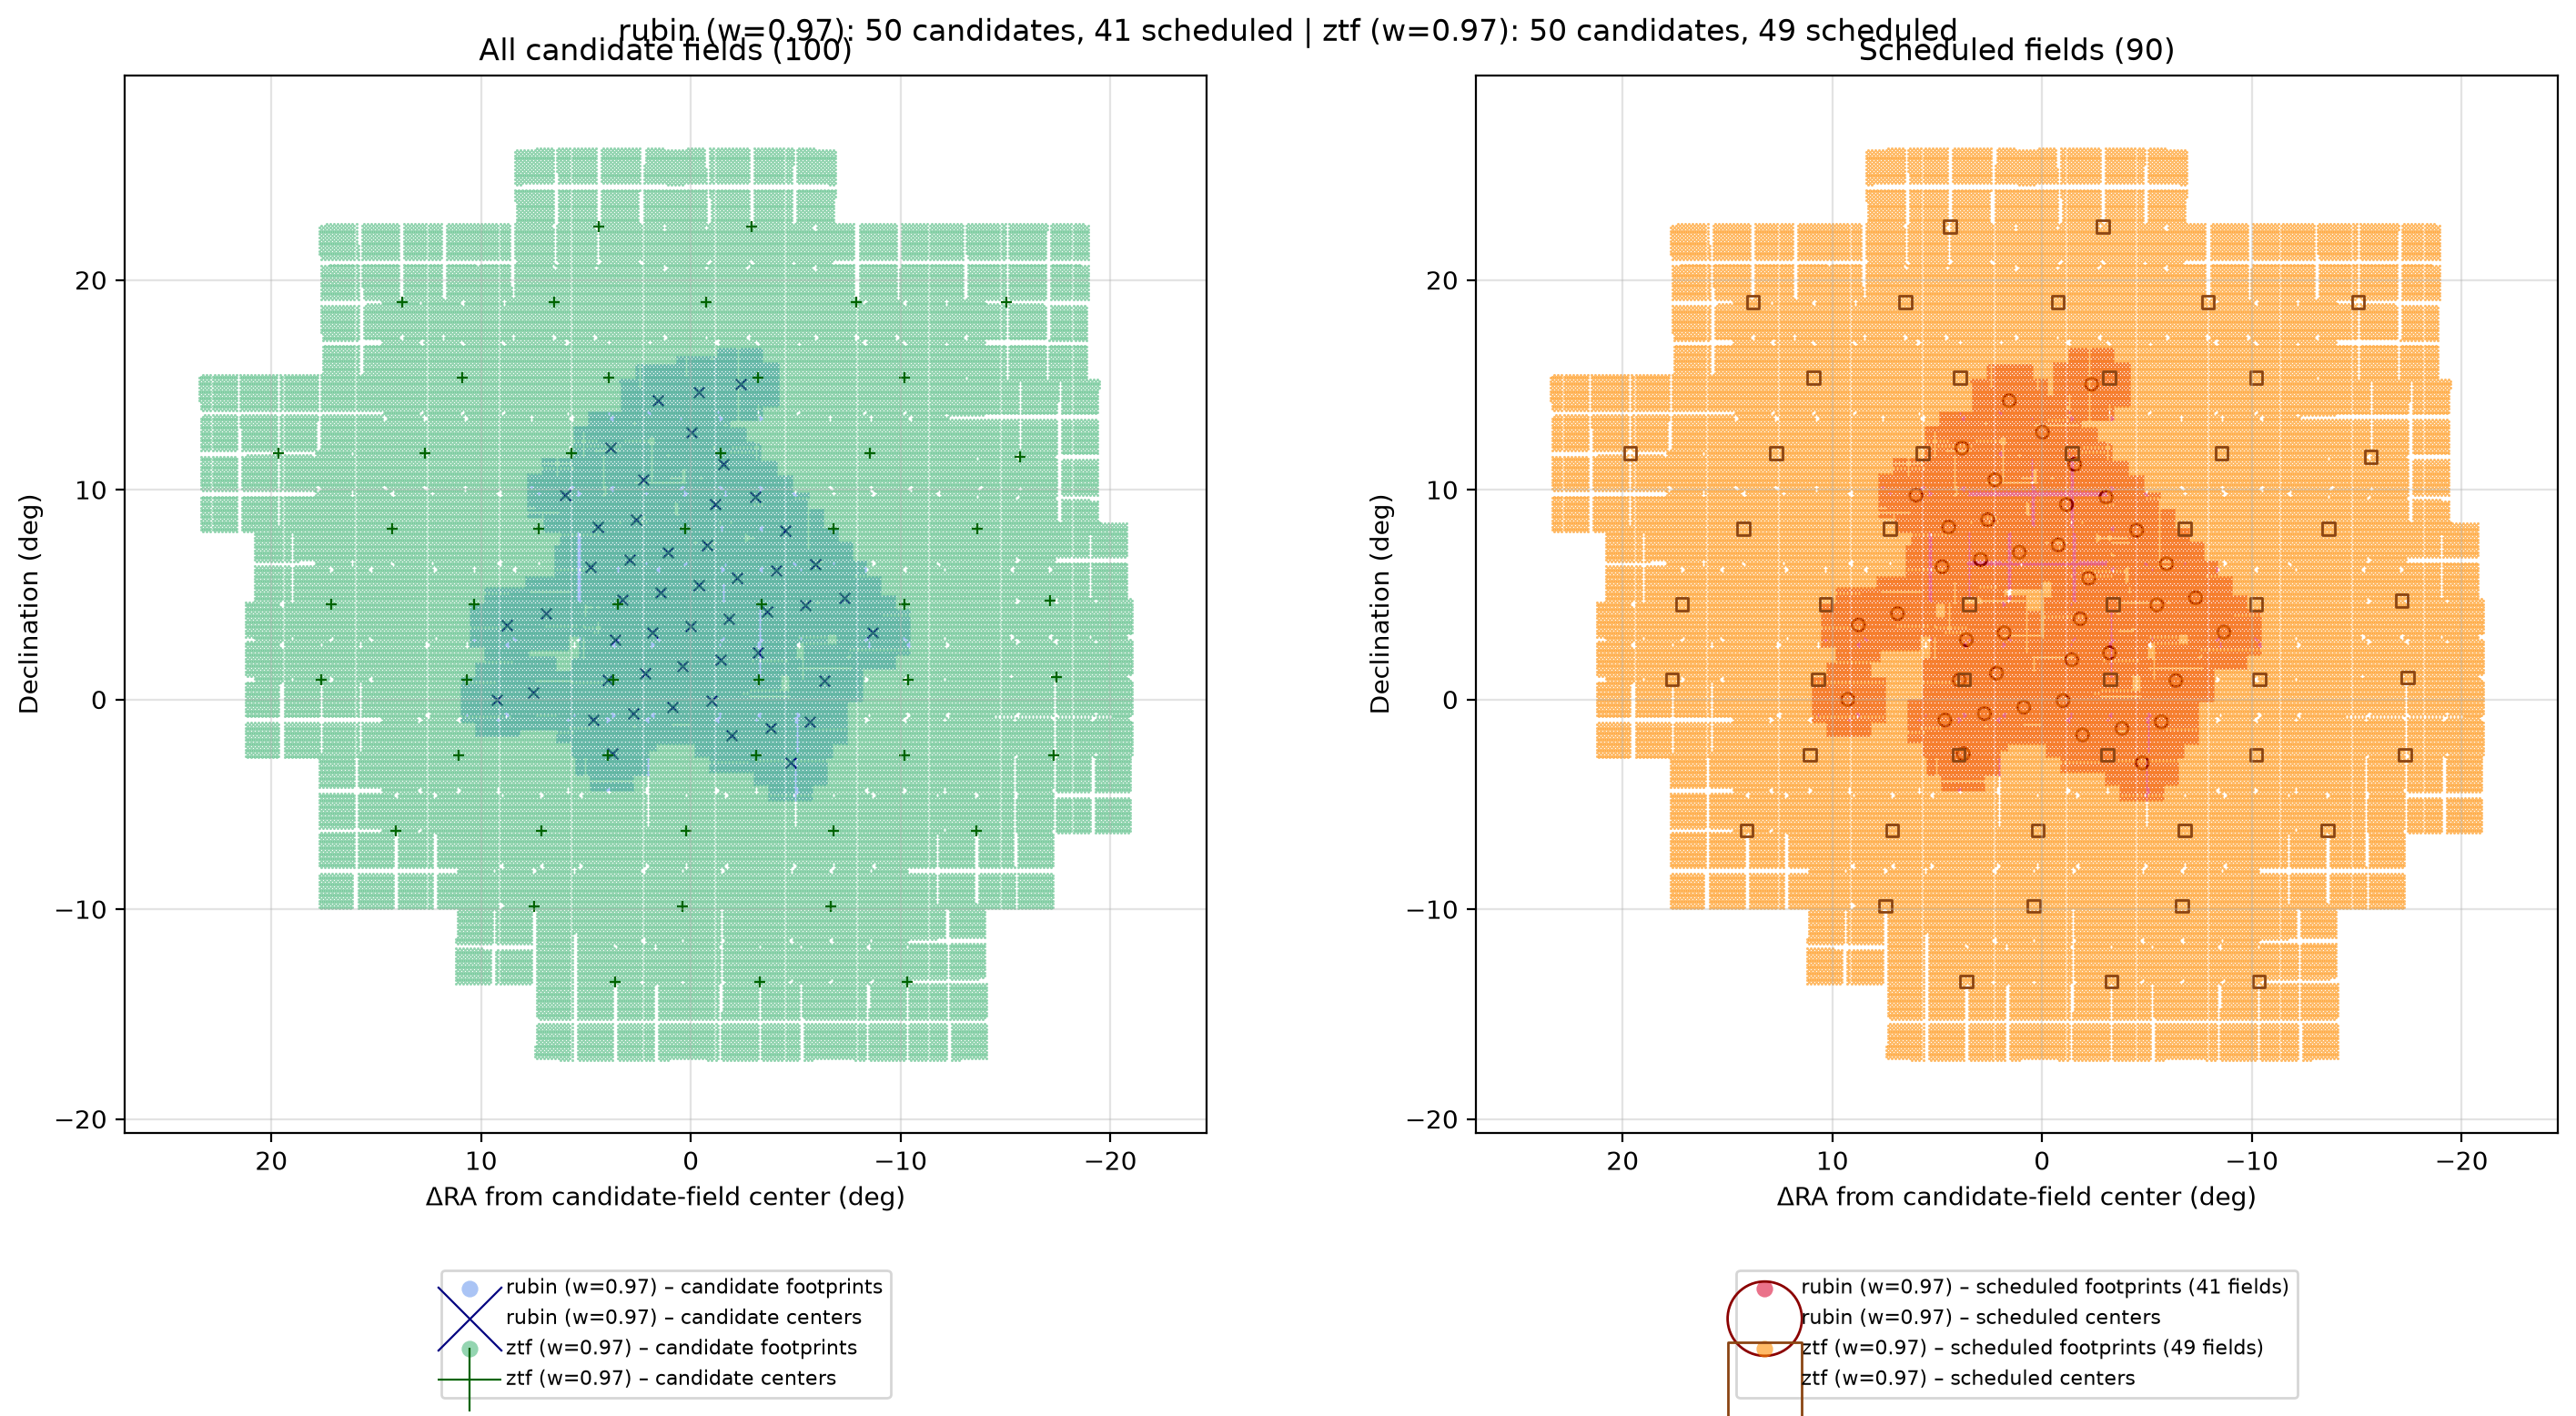 rubin (w=0.97): 50 candidates, 41 scheduled | ztf (w=0.97): 50 candidates, 49 scheduled
All candidate fields (100)
Declination (deg)
20
10
0
−10
−20
20
10
0
−10
−20
ΔRA from candidate-field center (deg)
rubin (w=0.97) – candidate footprints
rubin (w=0.97) – candidate centers
ztf (w=0.97) – candidate footprints
ztf (w=0.97) – candidate centers
Scheduled fields (90)
Declination (deg)
20
10
0
−10
−20
20
10
0
−10
−20
ΔRA from candidate-field center (deg)
rubin (w=0.97) – scheduled footprints (41 fields)
rubin (w=0.97) – scheduled centers
ztf (w=0.97) – scheduled footprints (49 fields)
ztf (w=0.97) – scheduled centers